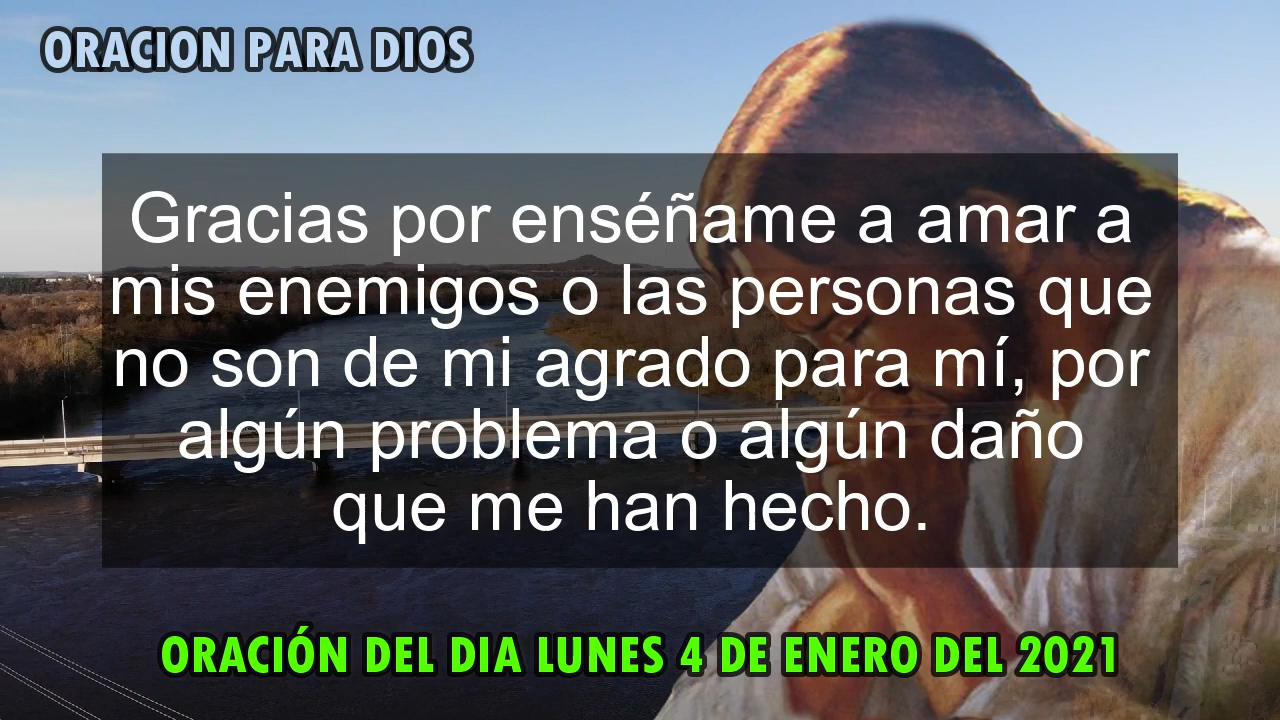 ORACION PARA DIOS
Gracias por enséñame a amar a
mis enemigos o las personas que
no son de mi agrado para mí, por
algún problema o algún daño
que me han hecho.
ORACIÓN DEL DIA LUNES 4 DE ENERO DEL 2021